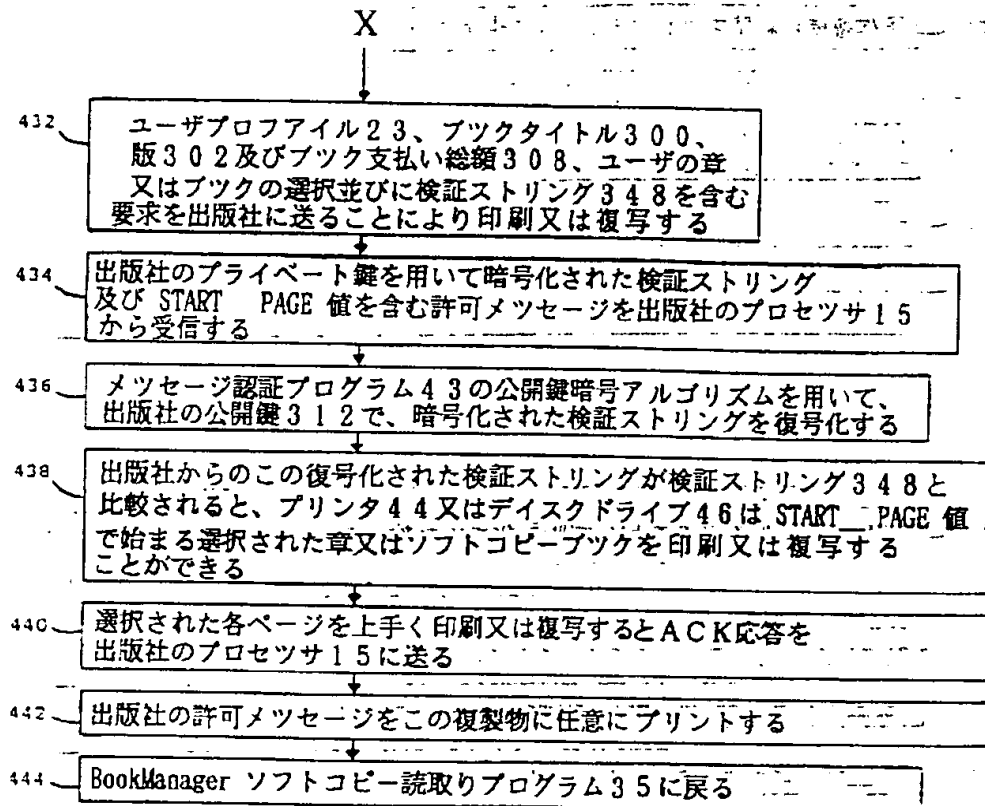 X
432
ユーザプロフアイル23、ブツクタイトル300、
版302及びブツク支払い総額308、ユーザの章
又はブツクの選択並びに検証ストリング348を含む
要求を出版社に送ることにより印刷又は複写する
434
出版社のプライベート鍵を用いて暗号化された検証ストリング
及び START PAGE 値を含む許可メツセージを出版社のプロセツサ15
から受信する
436
メツセージ認証プログラム43の公開鍵暗号アルゴリズムを用いて、
出版社の公開鍵312で、暗号化された検証ストリングを復号化する
438
出版社からのこの復号化された検証ストリングが検証ストリング348と
比較されると、プリンタ44又はデイスクドライブ46は START__PAGE 値
で始まる選択された章又はソフトコピーブツクを印刷又は複写する
ことができる
440
選択された各ページを上手く印刷又は複写するとACK応答を
出版社のプロセツサ15に送る
442
出版社の許可メツセージをこの複製物に任意にプリントする
444
BookManager ソフトコピー読取りプログラム35に戻る